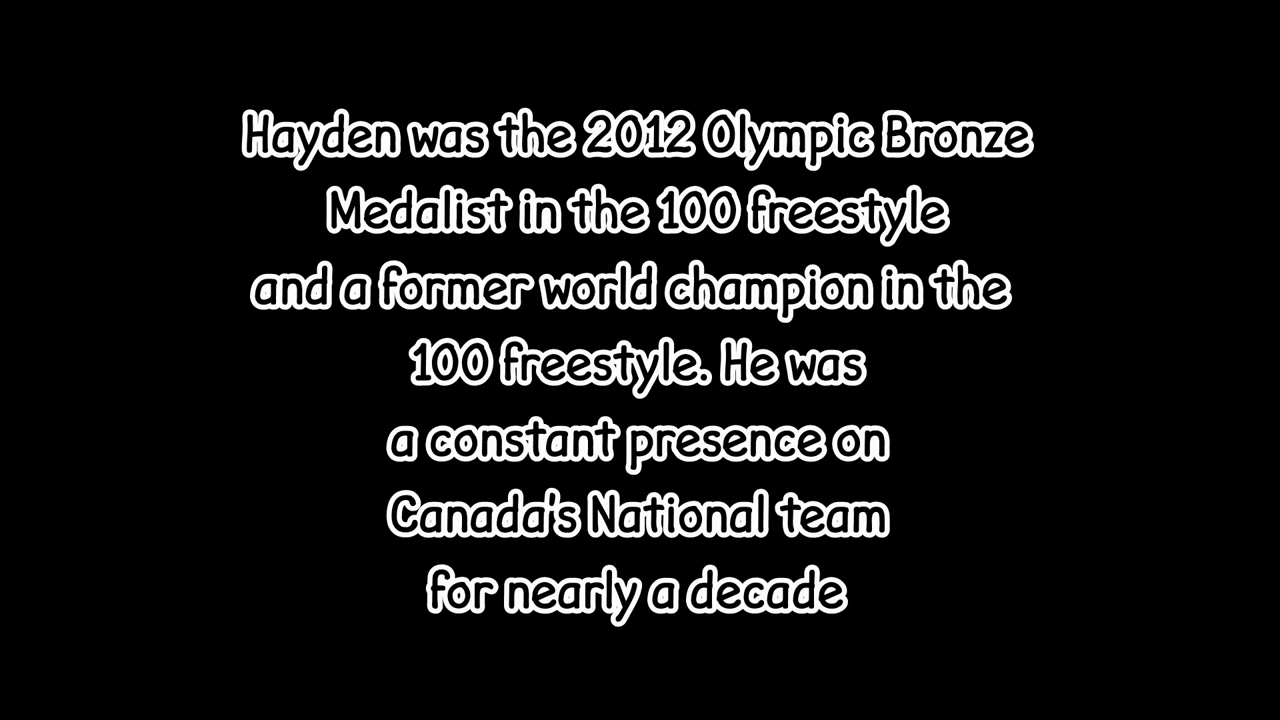 Hayden was the 2012 Olympic Bronze
Medalist in the 100 freestyle
and a former world champion in the
100 freestyle. He was
a constant presence on
Canada's National team
for nearly a decade